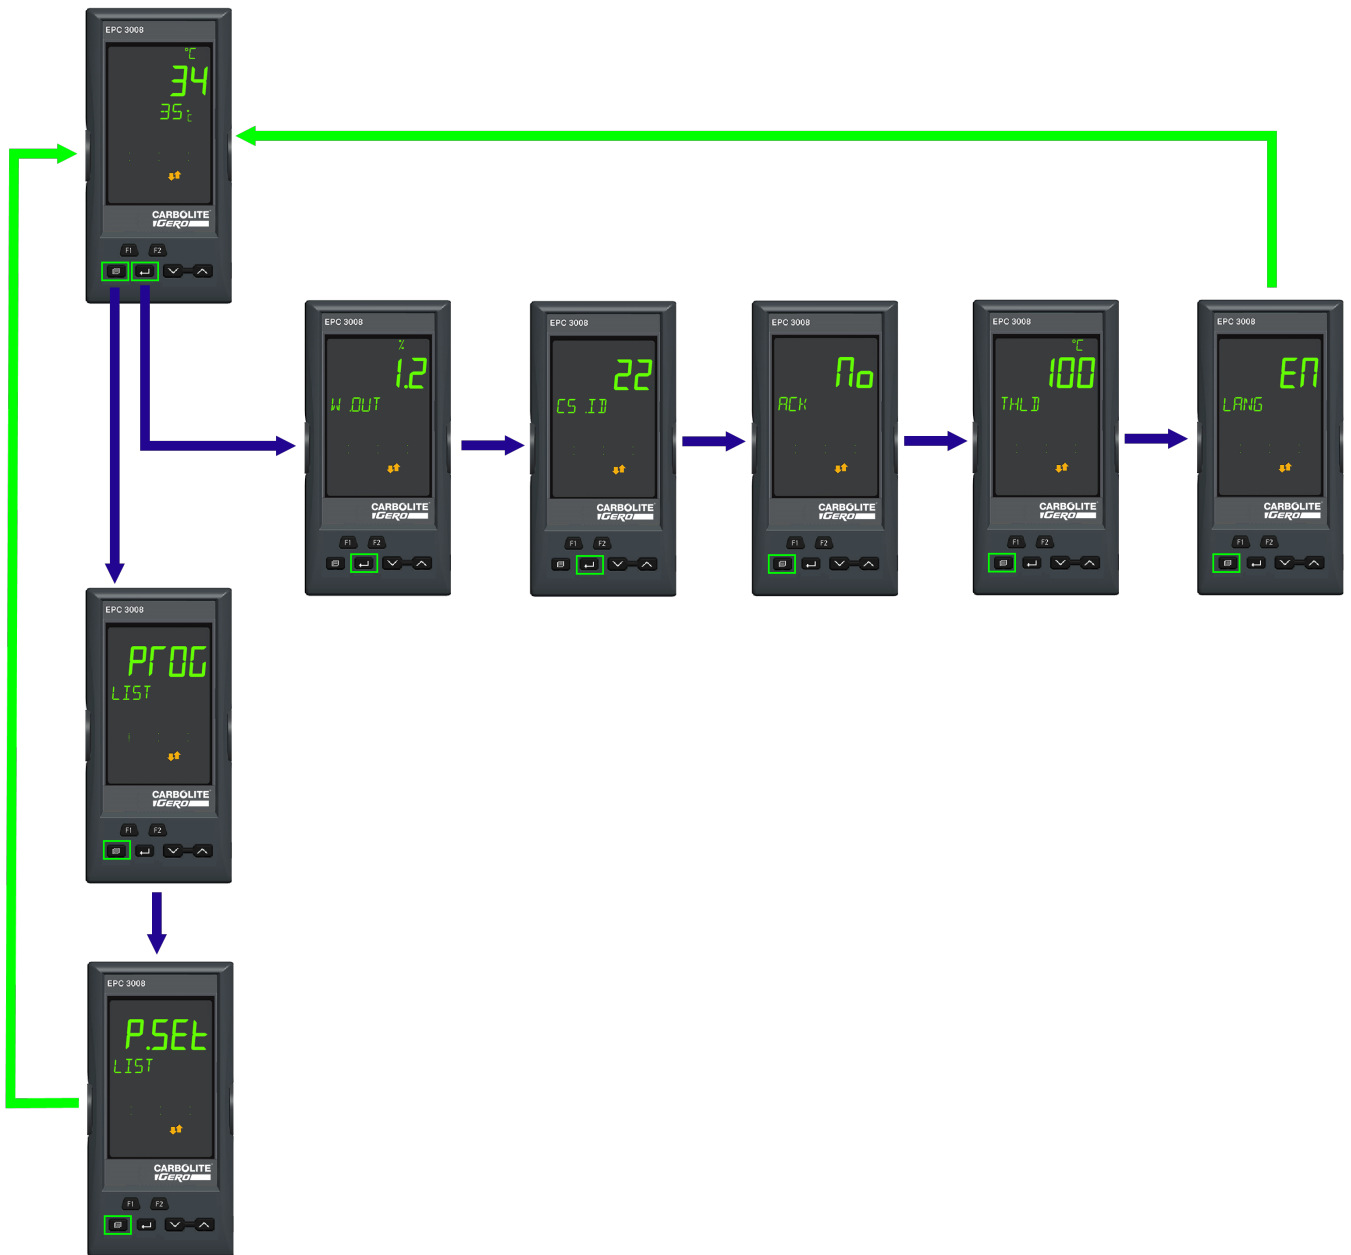 EPC 3008
°C
34
35°C
CARBOLITE
GERO
F1 F2
EPC 3008
%
1.2
W.OUT
CARBOLITE
GERO
F1 F2
EPC 3008
22
CS.ID
CARBOLITE
GERO
F1 F2
EPC 3008
no
ACK
CARBOLITE
GERO
F1 F2
EPC 3008
°C
100
THLD
CARBOLITE
GERO
F1 F2
EPC 3008
En
LANG
CARBOLITE
GERO
F1 F2
EPC 3008
ProG
LIST
CARBOLITE
GERO
F1 F2
EPC 3008
P.SEt
LIST
CARBOLITE
GERO
F1 F2